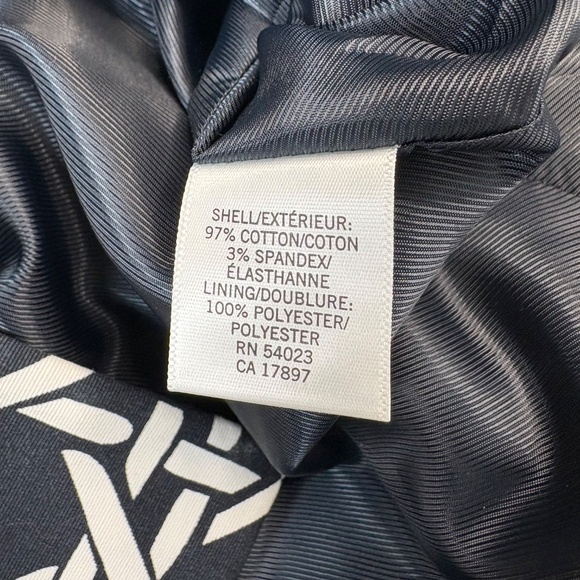 SHELL/EXTÉRIEUR:
97% COTTON/COTON
3% SPANDEX/
ÉLASTHANNE
LINING/DOUBLURE:
100% POLYESTER/
POLYESTER
RN 54023
CA 17897